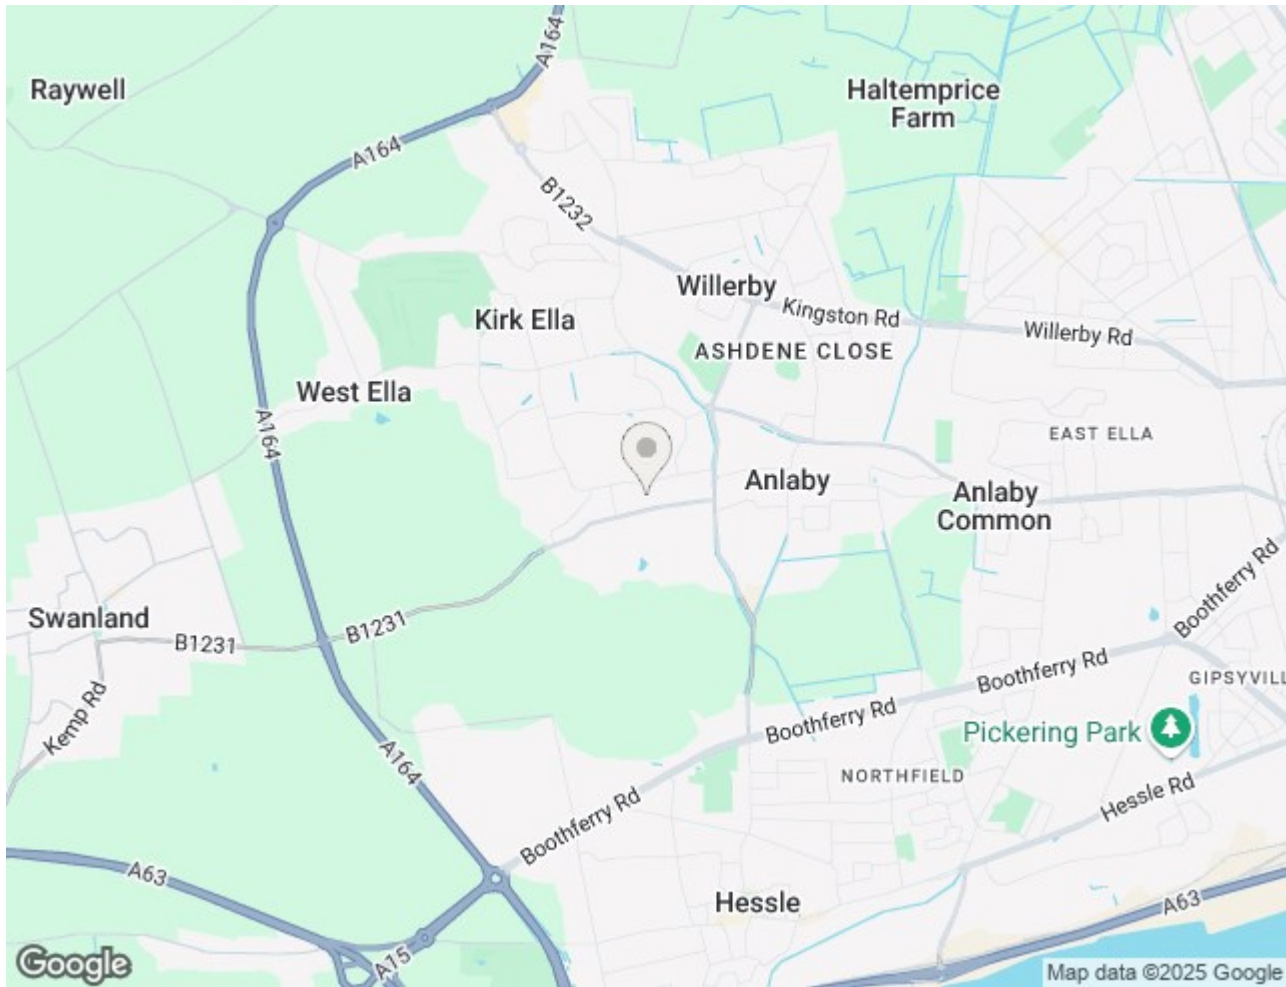 A164
Raywell
Haltemprice
Farm
A164
B1232
Willerby
Kingston Rd
Kirk Ella
Willerby Rd
ASHDENE CLOSE
West Ella
A164
EAST ELLA
Anlaby
Anlaby
Common
Boothferry Rd
Swanland
B1231
B1231
Boothferry Rd
GIPSYVILL
Kemp Rd
Boothferry Rd
Pickering Park
A164
NORTHFIELD
Hessle Rd
Boothferry Rd
A63
Hessle
A63
A15
Google
Map data ©2025 Google